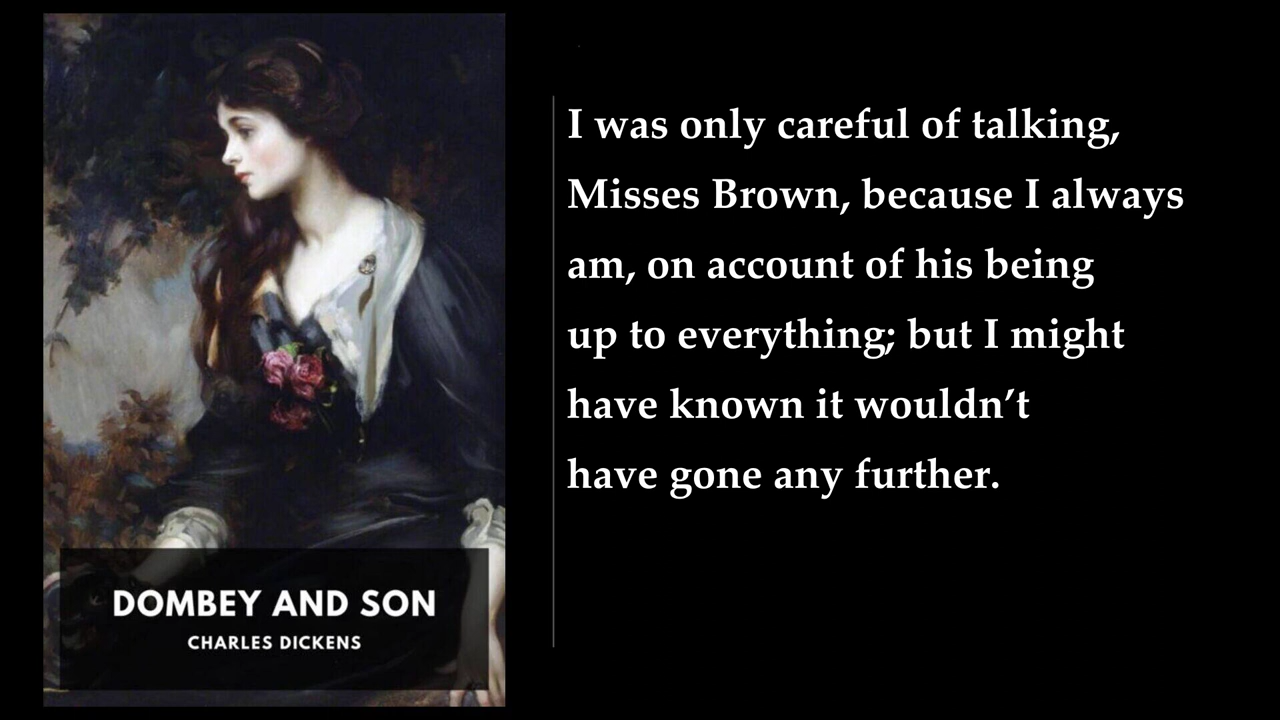 I was only careful of talking,
Misses Brown, because I always
am, on account of his being
up to everything; but I might
have known it wouldn’t
have gone any further.
DOMBEY AND SON
CHARLES DICKENS